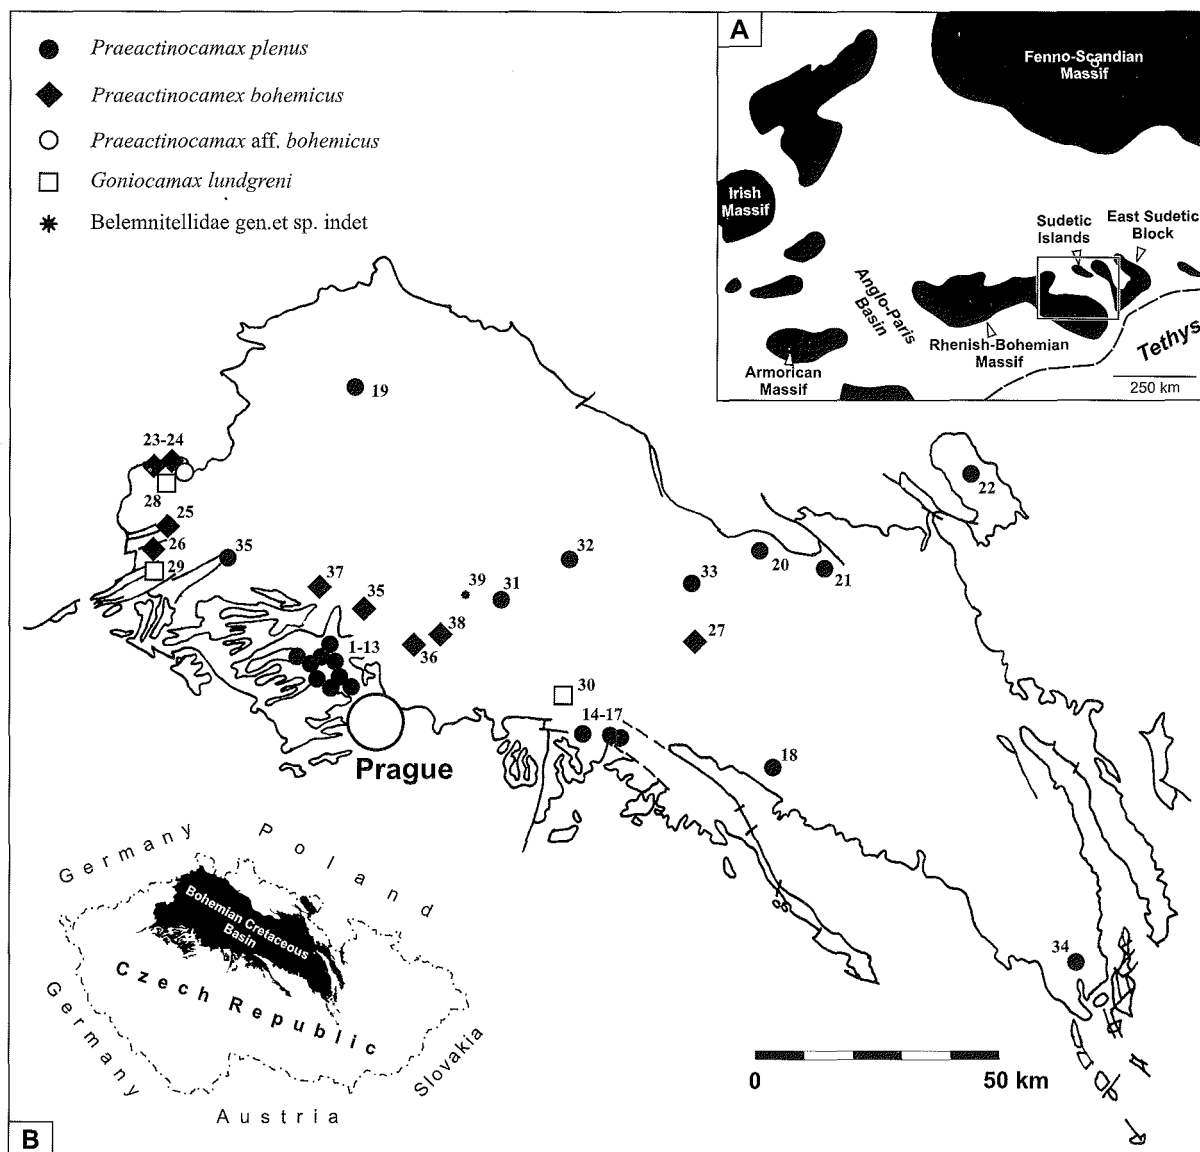 Praeactinocamax plenus
Praeactinocamex bohemicus
Praeactinocamax aff. bohemicus
Goniocamax lundgreni
Belemnitellidae gen.et sp. indet
A
Fenno-Scandian
Massif
Irish
Massif
Sudetic
Islands
East Sudetic
Block
Anglo-Paris
Basin
Rhenish-Bohemian
Massif
Armorican
Massif
Tethys
250 km
19
23-24
28
25
26
29
35
37
35
39
31
32
33
20
21
22
36
38
27
1-13
30
14-17
18
34
Prague
Germany
Poland
Bohemian Cretaceous
Basin
Czech Republic
Germany
Slovakia
Austria
0
50 km
B